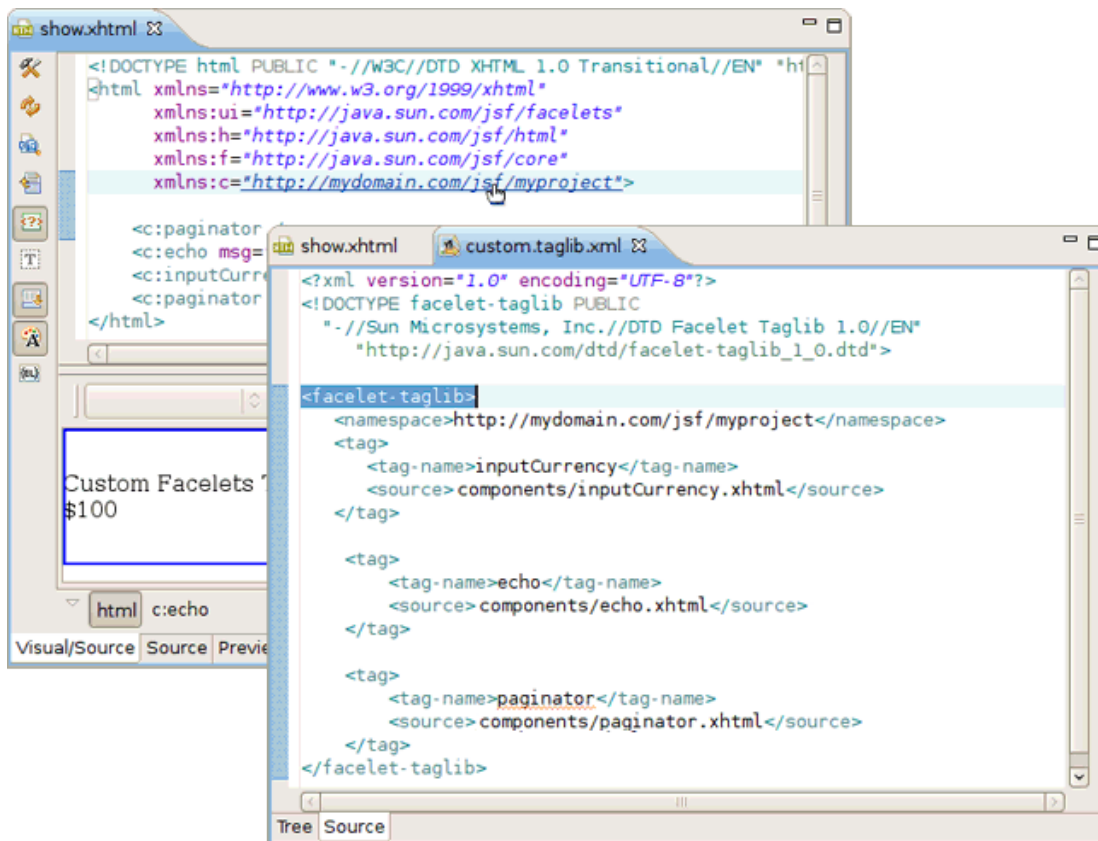 show.xhtml
<!DOCTYPE html PUBLIC "-//W3C//DTD XHTML 1.0 Transitional//EN" "ht
<html xmlns="http://www.w3.org/1999/xhtml"
xmlns:ui="http://java.sun.com/jsf/facelets"
xmlns:h="http://java.sun.com/jsf/html"
xmlns:f="http://java.sun.com/jsf/core"
xmlns:c="http://mydomain.com/jsf/myproject">
<c:paginator
<c:echo msg=
<c:inputCurre
<c:paginator
</html>
Custom Facelets
$100
html c:echo
Visual/Source Source Previe
show.xhtml custom.taglib.xml
<?xml version="1.0" encoding="UTF-8"?>
<!DOCTYPE facelet-taglib PUBLIC
"-//Sun Microsystems, Inc.//DTD Facelet Taglib 1.0//EN"
"http://java.sun.com/dtd/facelet-taglib_1_0.dtd">
<facelet-taglib>
<namespace>http://mydomain.com/jsf/myproject</namespace>
<tag>
<tag-name>inputCurrency</tag-name>
<source>components/inputCurrency.xhtml</source>
</tag>
<tag>
<tag-name>echo</tag-name>
<source>components/echo.xhtml</source>
</tag>
<tag>
<tag-name>paginator</tag-name>
<source>components/paginator.xhtml</source>
</tag>
</facelet-taglib>
Tree Source